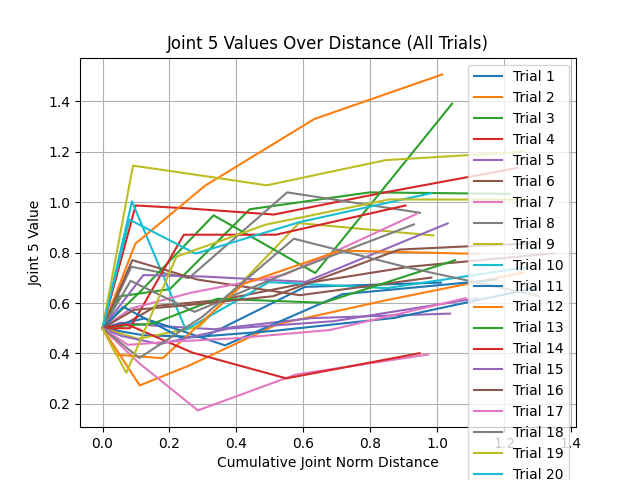 Joint 5 Values Over Distance (All Trials)
Joint 5 Value
1.4
1.2
1.0
0.8
0.6
0.4
0.2
0.0 0.2 0.4 0.6 0.8 1.0 1.2 1.4
Cumulative Joint Norm Distance
Trial 1
Trial 2
Trial 3
Trial 4
Trial 5
Trial 6
Trial 7
Trial 8
Trial 9
Trial 10
Trial 11
Trial 12
Trial 13
Trial 14
Trial 15
Trial 16
Trial 17
Trial 18
Trial 19
Trial 20